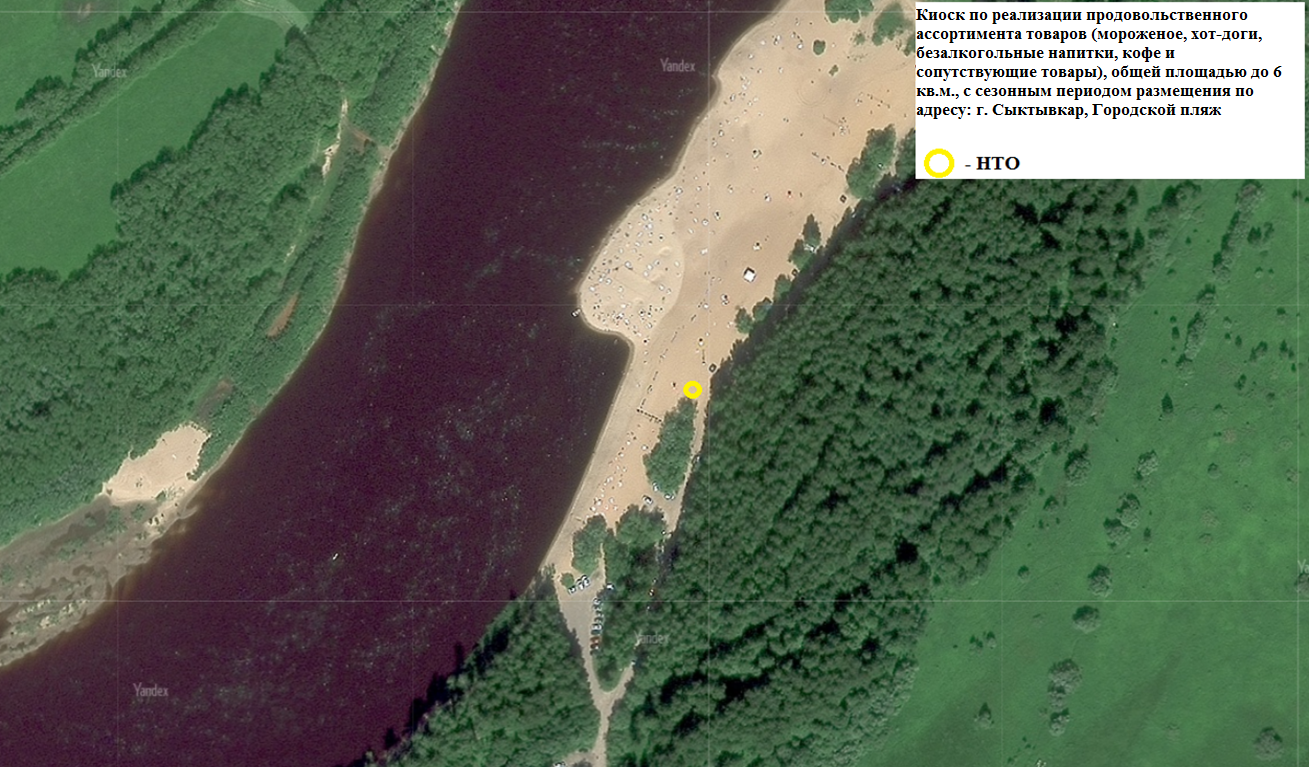 Киоск по реализации продовольственного
ассортимента товаров (мороженое, хот-доги,
безалкогольные напитки, кофе и
сопутствующие товары), общей площадью до 6
кв.м., с сезонным периодом размещения по
адресу: г. Сыктывкар, Городской пляж
- НТО
Yandex
Yandex
Yandex
Yandex